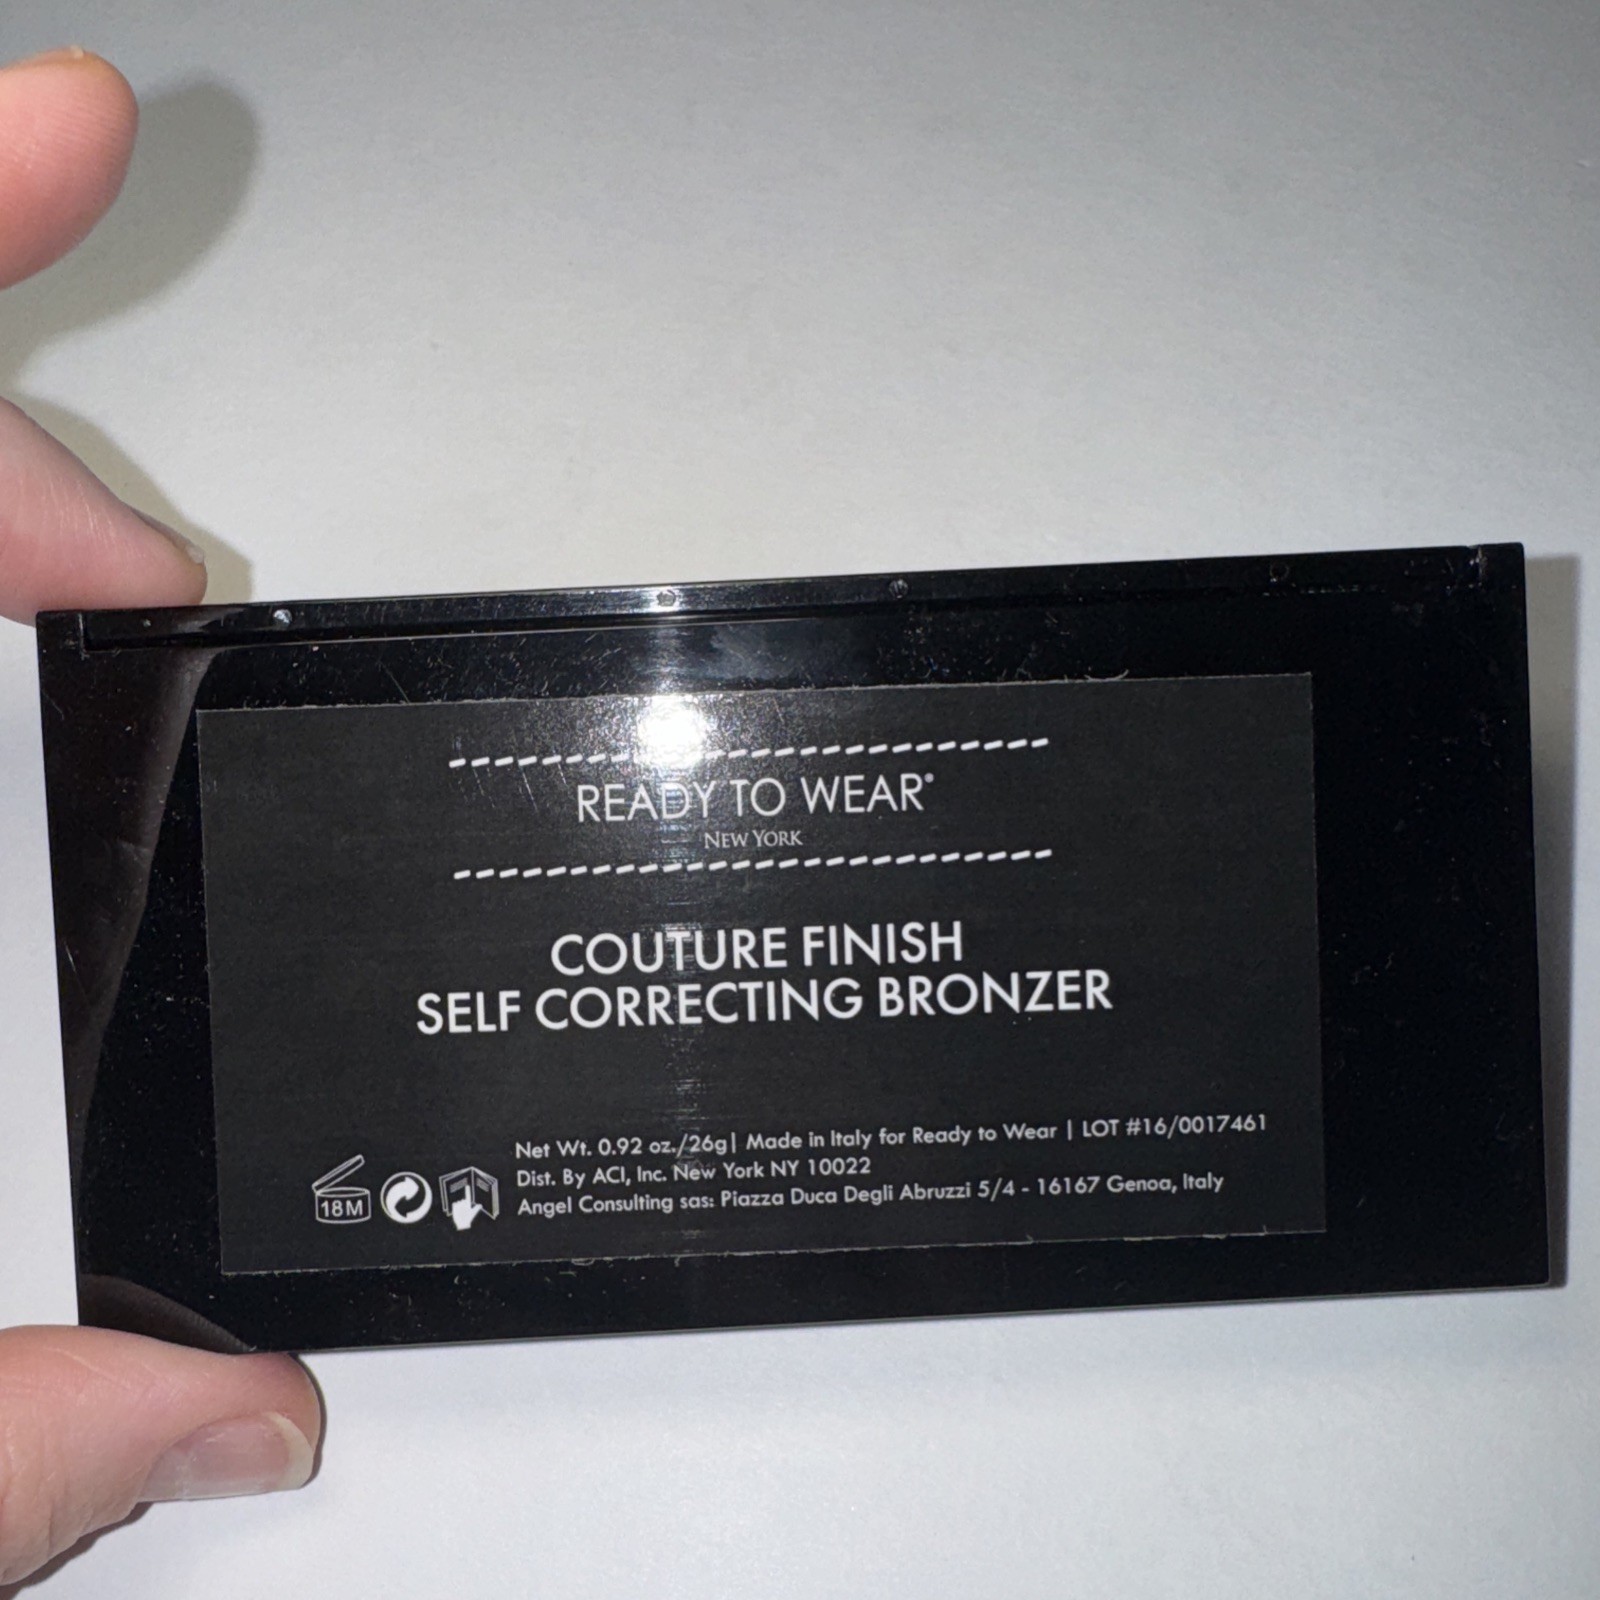 READY TO WEAR®
NEW YORK
COUTURE FINISH
SELF CORRECTING BRONZER
Net Wt. 0.92 oz./26g| Made in Italy for Ready to Wear | LOT #16/0017461
Dist. By ACI, Inc. New York NY 10022
Angel Consulting sas: Piazza Duca Degli Abruzzi 5/4 - 16167 Genoa, Italy
18M